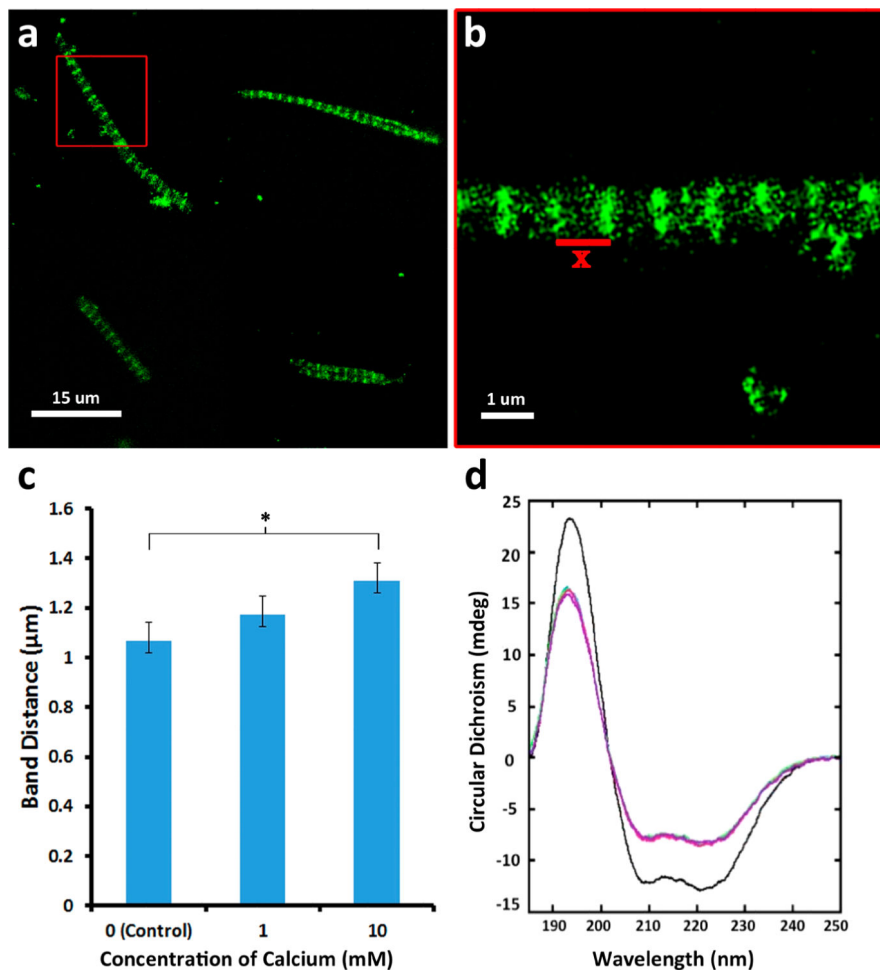 a
15 um
b
X
1 um
c
1.6
1.4
1.2
1
0.8
0.6
0.4
0.2
0
*
Band Distance (μm)
0 (Control) 1 10
Concentration of Calcium (mM)
d
25
20
15
10
5
0
-5
-10
-15
Circular Dichroism (mdeg)
190 200 210 220 230 240 250
Wavelength (nm)